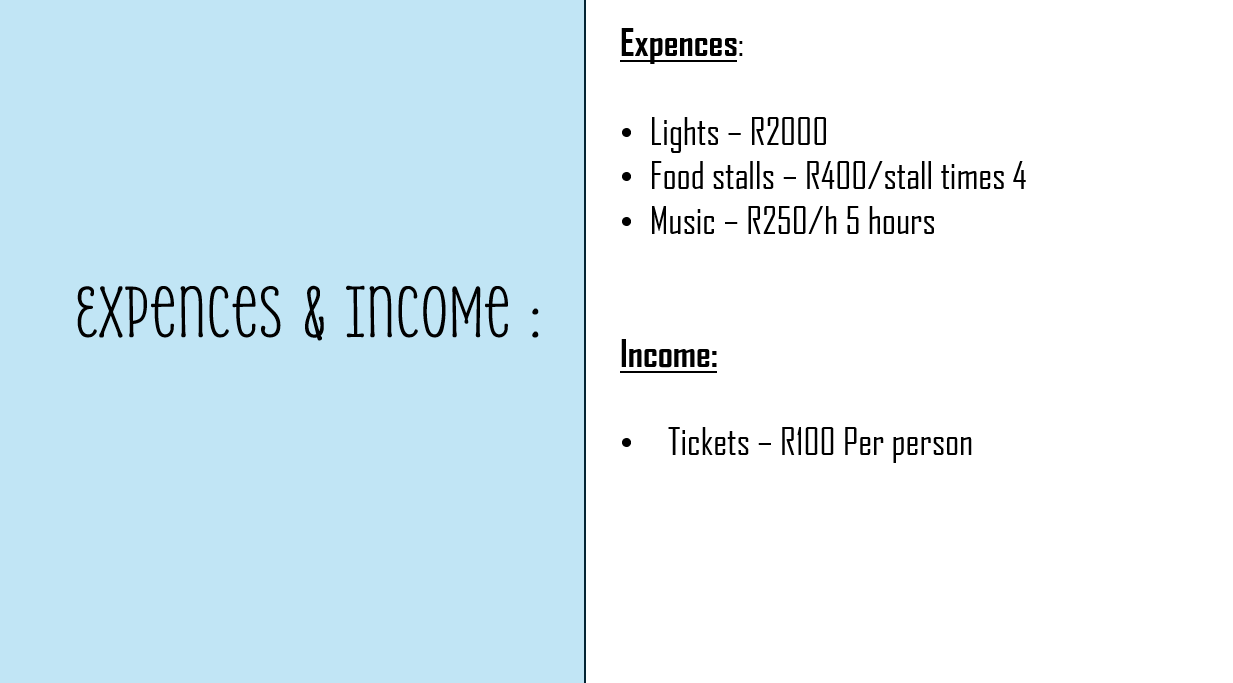 Expences & Income :
Expences:
• Lights – R2000
• Food stalls – R400/stall times 4
• Music – R250/h 5 hours
Income:
• Tickets – R100 Per person